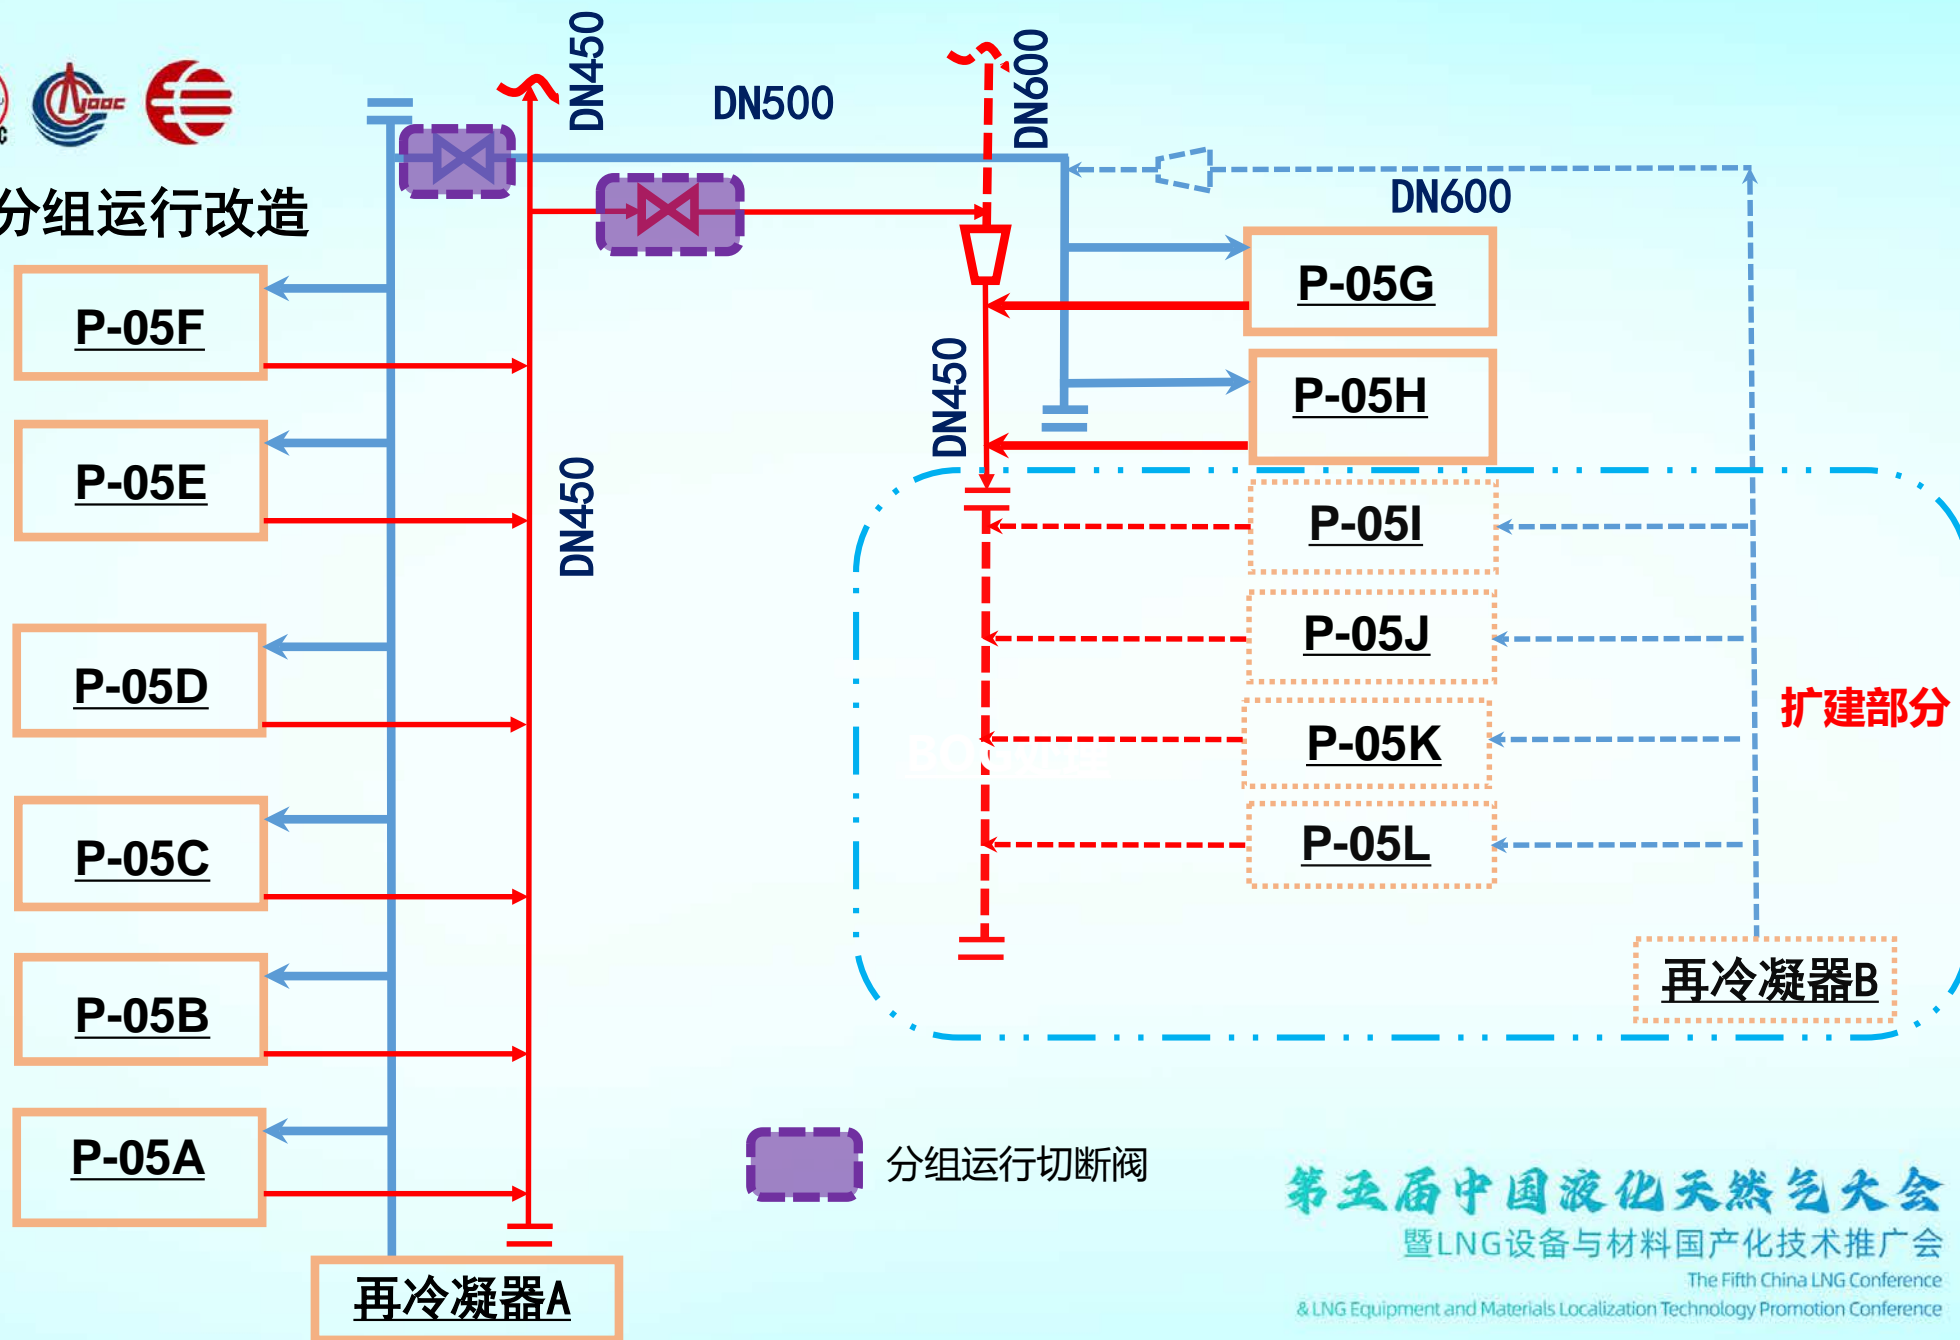 分组运行改造
DN450
DN500
DN600
DN600
P-05F
P-05E
P-05D
P-05C
P-05B
P-05A
再冷凝器A
DN450
DN450
P-05G
P-05H
P-05I
P-05J
P-05K
P-05L
再冷凝器B
扩建部分
分组运行切断阀
第五届中国液化天然气大会
暨LNG设备与材料国产化技术推广会
The Fifth China LNG Conference
& LNG Equipment and Materials Localization Technology Promotion Conference